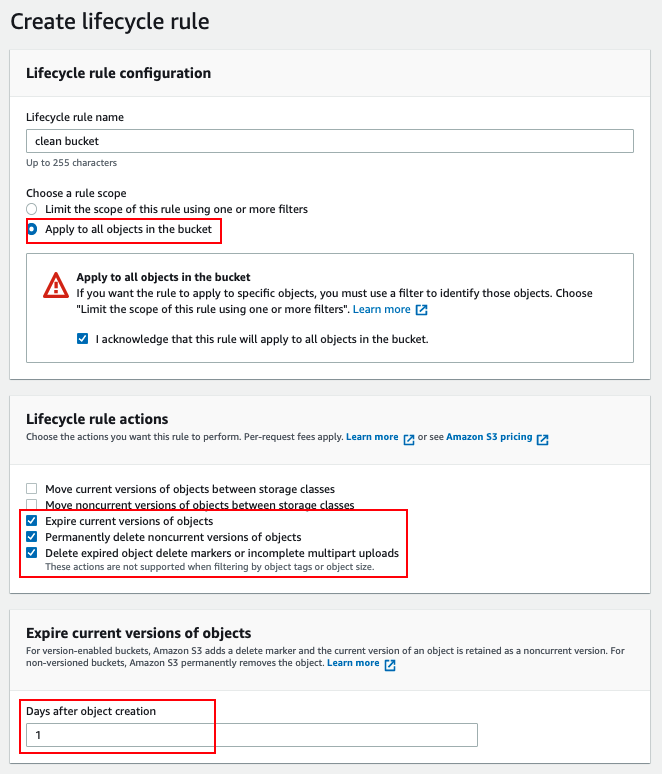 Create lifecycle rule
Lifecycle rule configuration
Lifecycle rule name
clean bucket
Up to 255 characters
Choose a rule scope
Limit the scope of this rule using one or more filters
Apply to all objects in the bucket
Apply to all objects in the bucket
If you want the rule to apply to specific objects, you must use a filter to identify those objects. Choose
"Limit the scope of this rule using one or more filters". Learn more
I acknowledge that this rule will apply to all objects in the bucket.
Lifecycle rule actions
Choose the actions you want this rule to perform. Per-request fees apply. Learn more or see Amazon S3 pricing
Move current versions of objects between storage classes
Move noncurrent versions of objects between storage classes
Expire current versions of objects
Permanently delete noncurrent versions of objects
Delete expired object delete markers or incomplete multipart uploads
These actions are not supported when filtering by object tags or object size.
Expire current versions of objects
For version-enabled buckets, Amazon S3 adds a delete marker and the current version of an object is retained as a noncurrent version. For
non-versioned buckets, Amazon S3 permanently removes the object. Learn more
Days after object creation
1